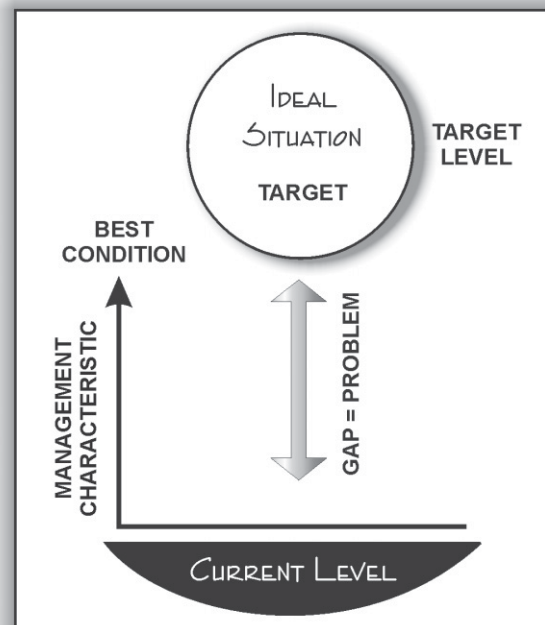 IDEAL
SITUATION
TARGET
TARGET
LEVEL
BEST
CONDITION
MANAGEMENT
CHARACTERISTIC
GAP = PROBLEM
CURRENT LEVEL